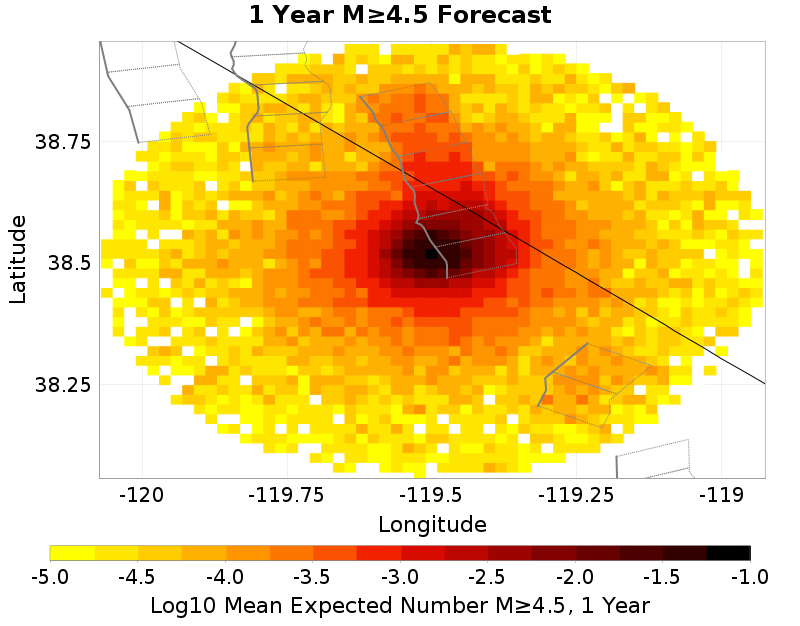 1 Year M≥4.5 Forecast
38.75
38.5
38.25
Latitude
-120 -119.75 -119.5 -119.25 -119
Longitude
-5.0 -4.5 -4.0 -3.5 -3.0 -2.5 -2.0 -1.5 -1.0
Log10 Mean Expected Number M≥4.5, 1 Year